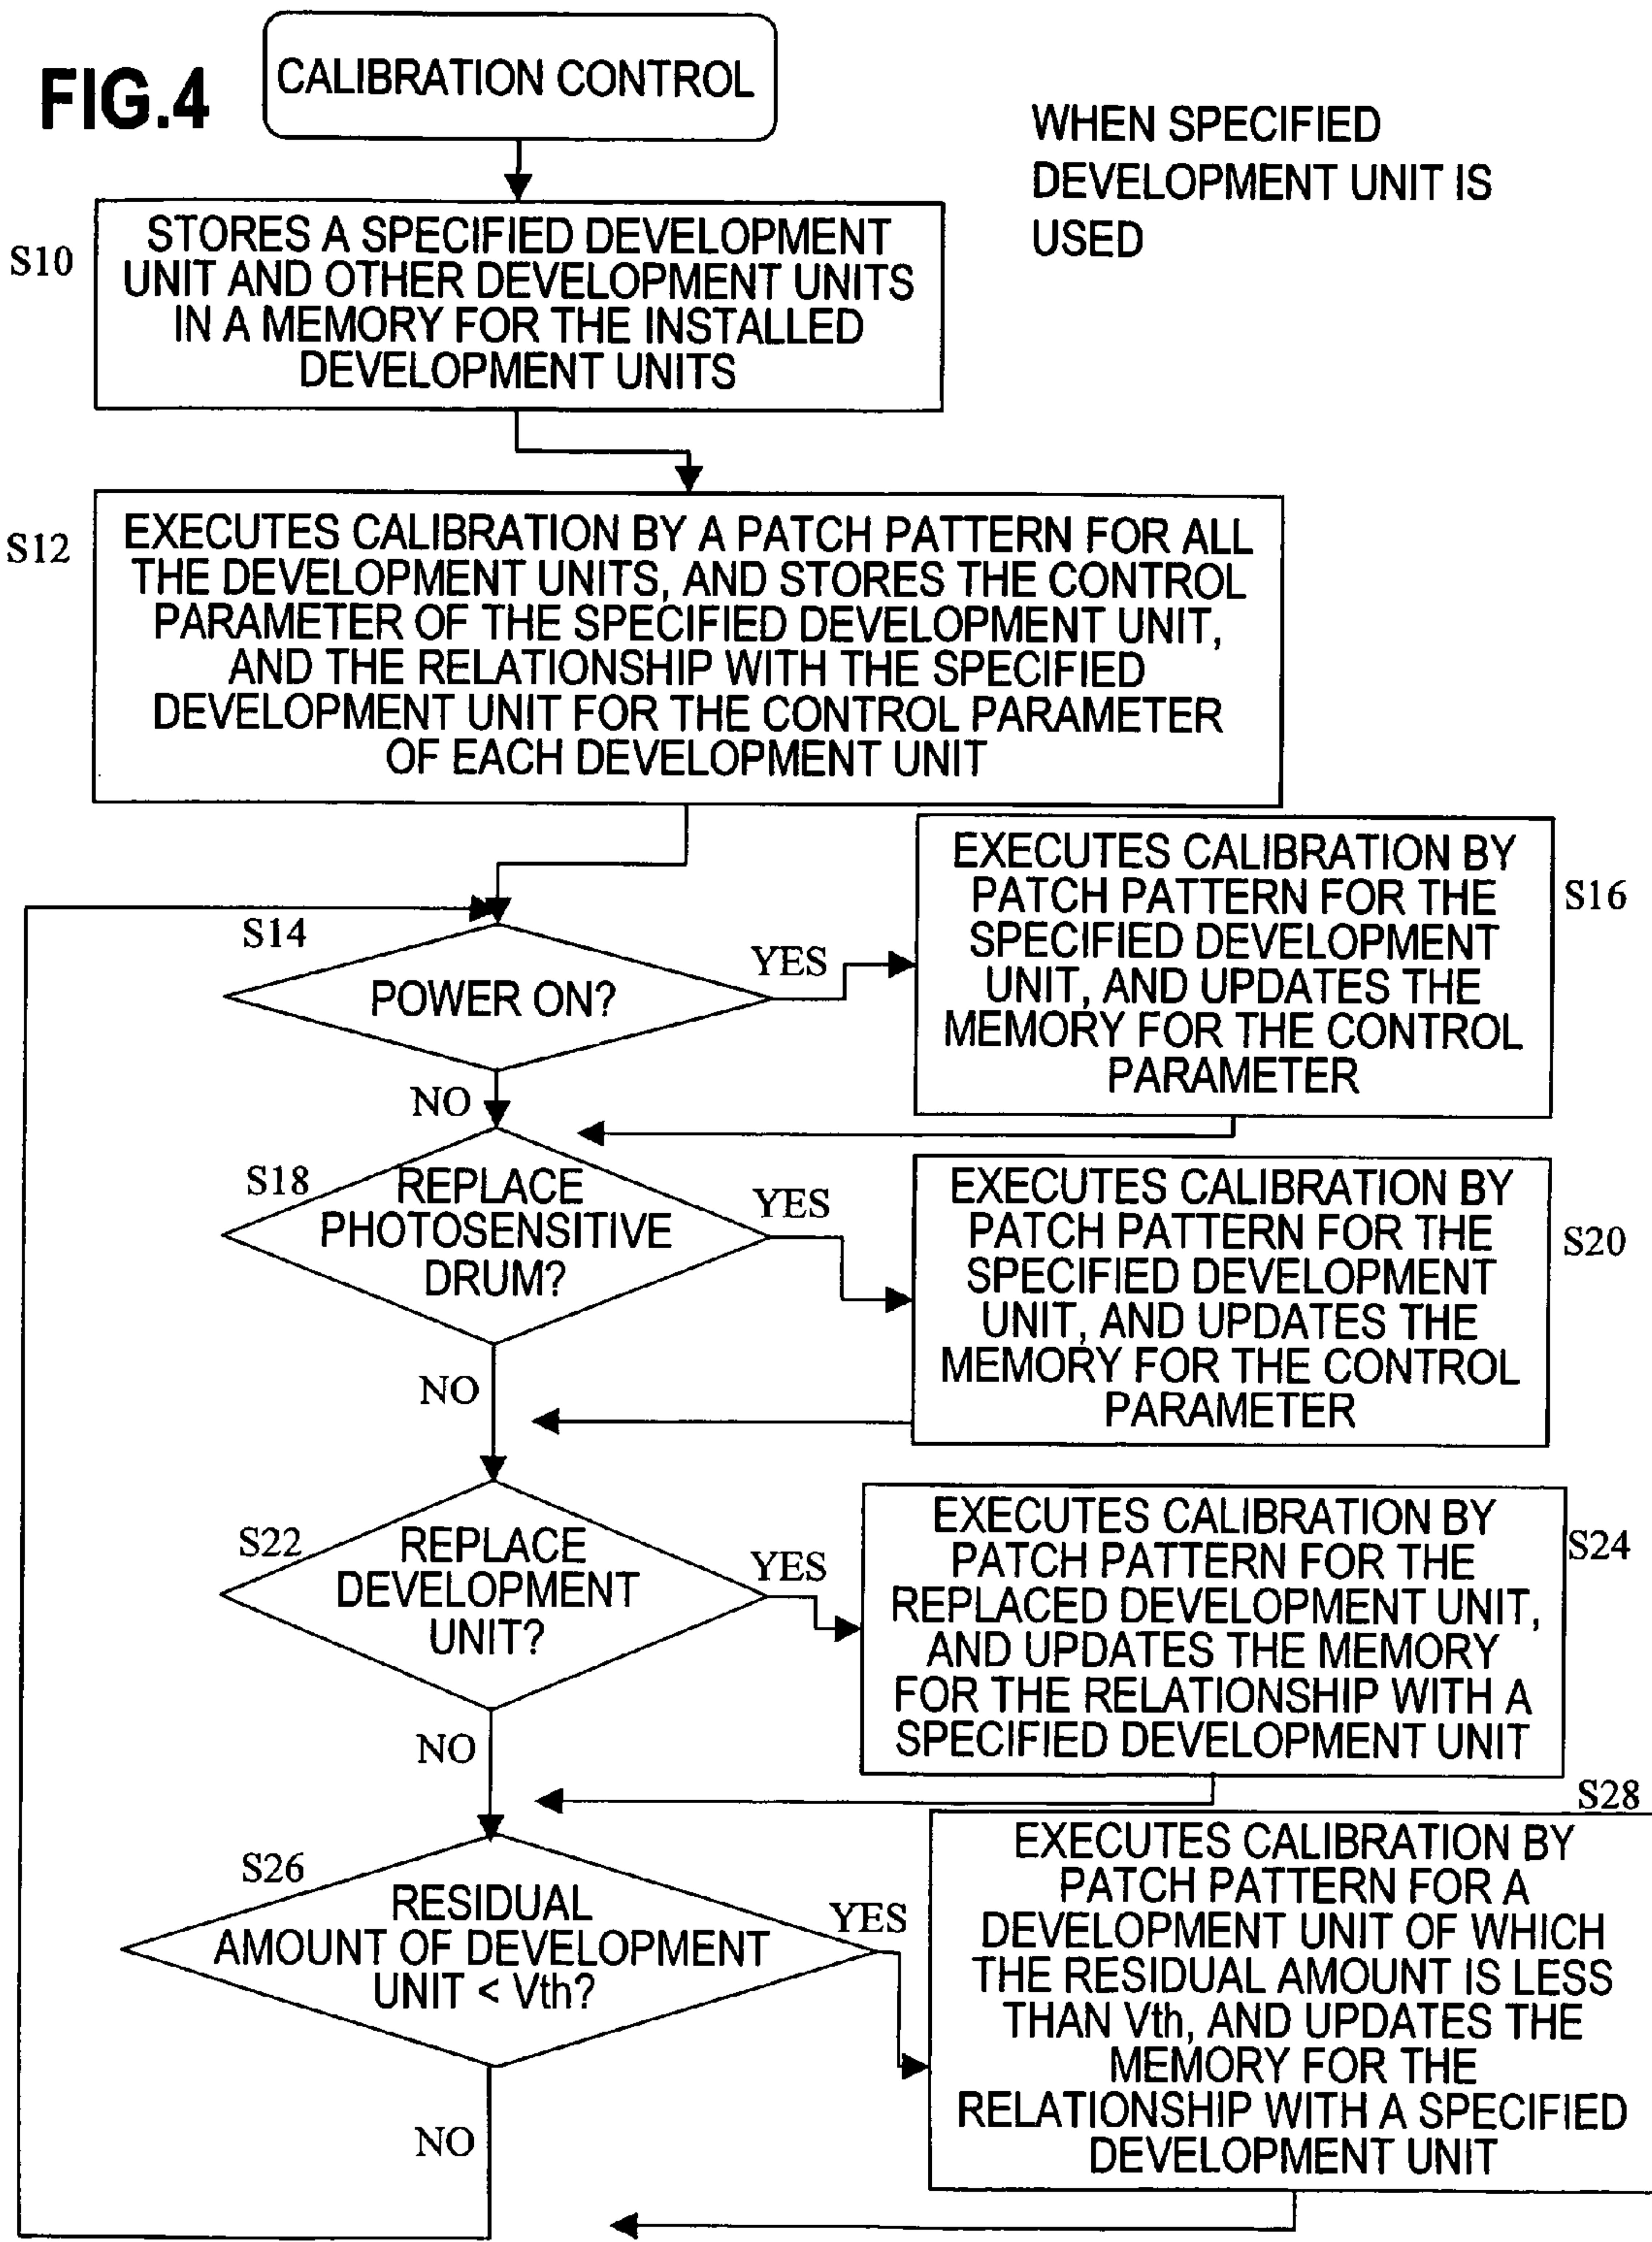 FIG.4
CALIBRATION CONTROL
WHEN SPECIFIED
DEVELOPMENT UNIT IS
USED
S10
STORES A SPECIFIED DEVELOPMENT
UNIT AND OTHER DEVELOPMENT UNITS
IN A MEMORY FOR THE INSTALLED
DEVELOPMENT UNITS
S12
EXECUTES CALIBRATION BY A PATCH PATTERN FOR ALL
THE DEVELOPMENT UNITS, AND STORES THE CONTROL
PARAMETER OF THE SPECIFIED DEVELOPMENT UNIT,
AND THE RELATIONSHIP WITH THE SPECIFIED
DEVELOPMENT UNIT FOR THE CONTROL PARAMETER
OF EACH DEVELOPMENT UNIT
S14
POWER ON?
YES
NO
EXECUTES CALIBRATION BY
PATCH PATTERN FOR THE
SPECIFIED DEVELOPMENT
UNIT, AND UPDATES THE
MEMORY FOR THE CONTROL
PARAMETER
S16
S18
REPLACE
PHOTOSENSITIVE
DRUM?
YES
NO
EXECUTES CALIBRATION BY
PATCH PATTERN FOR THE
SPECIFIED DEVELOPMENT
UNIT, AND UPDATES THE
MEMORY FOR THE CONTROL
PARAMETER
S20
S22
REPLACE
DEVELOPMENT
UNIT?
YES
NO
EXECUTES CALIBRATION BY
PATCH PATTERN FOR THE
REPLACED DEVELOPMENT UNIT,
AND UPDATES THE MEMORY
FOR THE RELATIONSHIP WITH A
SPECIFIED DEVELOPMENT UNIT
S24
S26
RESIDUAL
AMOUNT OF DEVELOPMENT
UNIT < Vth?
YES
NO
S28
EXECUTES CALIBRATION BY
PATCH PATTERN FOR A
DEVELOPMENT UNIT OF WHICH
THE RESIDUAL AMOUNT IS LESS
THAN Vth, AND UPDATES THE
MEMORY FOR THE
RELATIONSHIP WITH A SPECIFIED
DEVELOPMENT UNIT